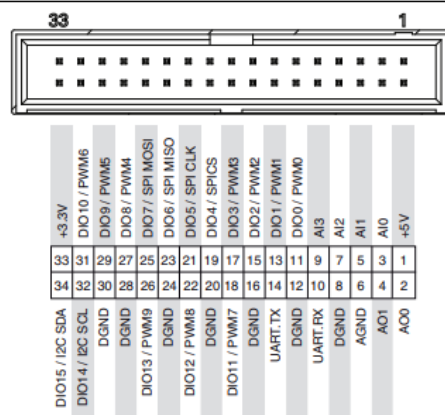 33 1
+3.3V DIO10 / PWM6 DIO9 / PWM5 DIO8 / PWM4 DIO7 / SPI MOSI DIO6 / SPI MISO DIO5 / SPI CLK DIO4 / SPICS DIO3 / PWM3 DIO2 / PWM2 DIO1 / PWM1 DIO0 / PWM0 AI3 AI2 AI1 AI0 +5V
33 31 29 27 25 23 21 19 17 15 13 11 9 7 5 3 1
34 32 30 28 26 24 22 20 18 16 14 12 10 8 6 4 2
DIO15 / I2C SDA DIO14 / I2C SCL DGND DGND DIO13 / PWM9 DGND DIO12 / PWM8 DGND DIO11 / PWM7 DGND UART.TX DGND UART.RX DGND AGND AO1 AO0